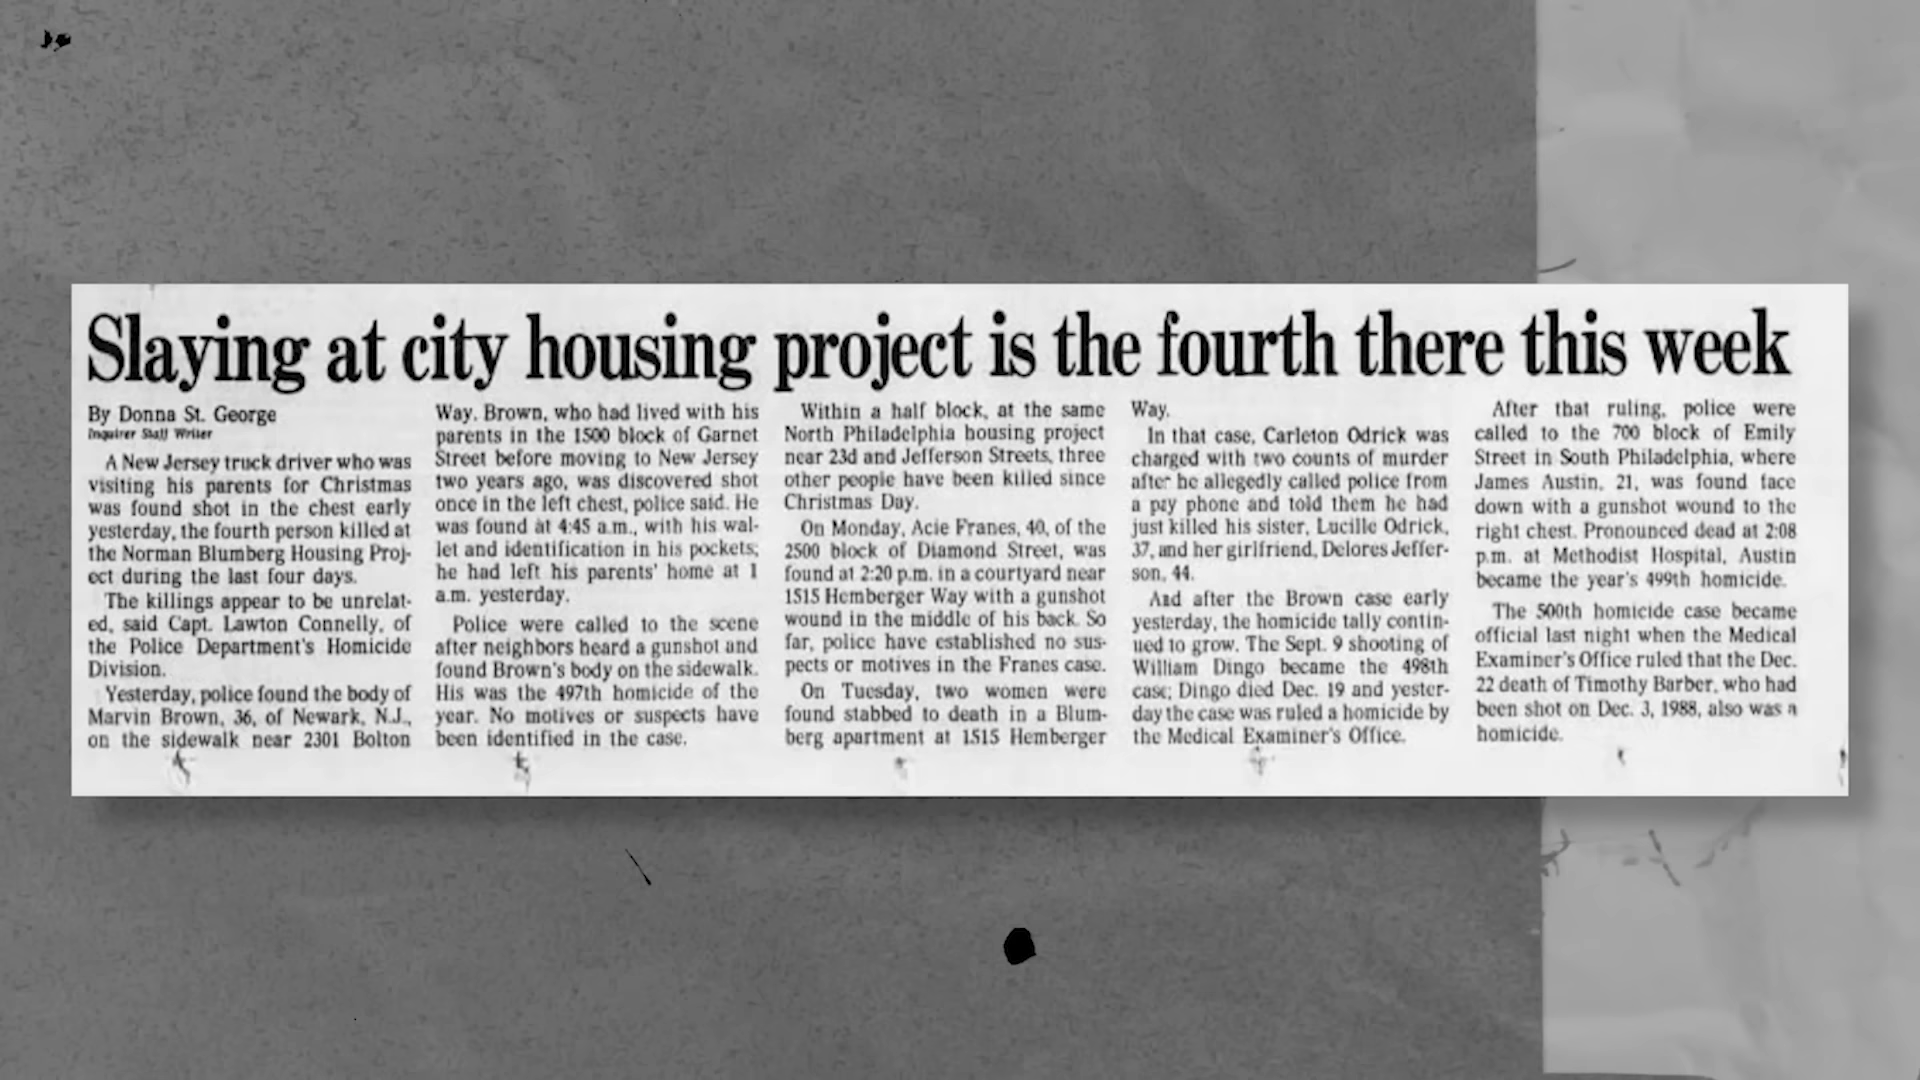 Slaying at city housing project is the fourth there this week
By Donna St. George
Inquirer Staff Writer
A New Jersey truck driver who was
visiting his parents for Christmas
was found shot in the chest early
yesterday, the fourth person killed at
the Norman Blumberg Housing Proj-
ect during the last four days.
The killings appear to be unrelat-
ed, said Capt. Lawton Connelly, of
the Police Department's Homicide
Division.
Yesterday, police found the body of
Marvin Brown, 36, of Newark, N.J.,
on the sidewalk near 2301 Bolton
Way. Brown, who had lived with his
parents in the 1500 block of Garnet
Street before moving to New Jersey
two years ago, was discovered shot
once in the left chest, police said. He
was found at 4:45 a.m., with his wal-
let and identification in his pockets;
he had left his parents' home at 1
a.m. yesterday.
Police were called to the scene
after neighbors heard a gunshot and
found Brown's body on the sidewalk.
His was the 497th homicide of the
year. No motives or suspects have
been identified in the case.
Within a half block, at the same
North Philadelphia housing project
near 23d and Jefferson Streets, three
other people have been killed since
Christmas Day.
On Monday, Acie Franes, 40, of the
2500 block of Diamond Street, was
found at 2:20 p.m. in a courtyard near
1515 Hemberger Way with a gunshot
wound in the middle of his back. So
far, police have established no sus-
pects or motives in the Franes case.
On Tuesday, two women were
found stabbed to death in a Blum-
berg apartment at 1515 Hemberger
Way.
In that case, Carleton Odrick was
charged with two counts of murder
after he allegedly called police from
a pay phone and told them he had
just killed his sister, Lucille Odrick,
37, and her girlfriend, Delores Jeffer-
son, 44.
And after the Brown case early
yesterday, the homicide tally contin-
ued to grow. The Sept. 9 shooting of
William Dingo became the 498th
case; Dingo died Dec. 19 and yester-
day the case was ruled a homicide by
the Medical Examiner's Office.
After that ruling, police were
called to the 700 block of Emily
Street in South Philadelphia, where
James Austin, 21, was found face
down with a gunshot wound to the
right chest. Pronounced dead at 2:08
p.m. at Methodist Hospital, Austin
became the year's 499th homicide.
The 500th homicide case became
official last night when the Medical
Examiner's Office ruled that the Dec.
22 death of Timothy Barber, who had
been shot on Dec. 3, 1988, also was a
homicide.